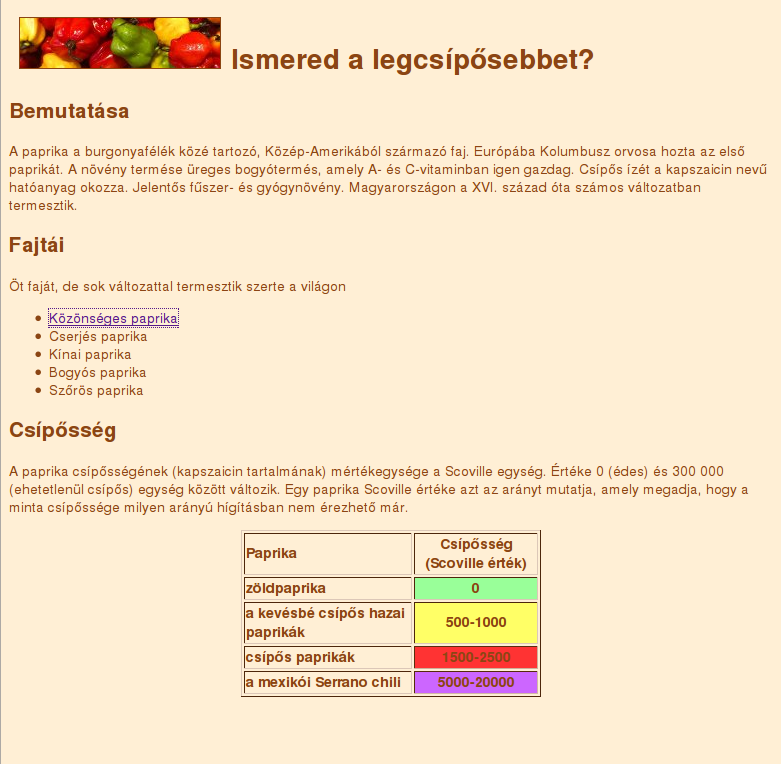 Ismered a legcsípősebbet?
Bemutatása
A paprika a burgonyafélék közé tartozó, Közép-Amerikából származó faj. Európába Kolumbusz orvosa hozta az első
paprikát. A növény termése üreges bogyótermés, amely A- és C-vitaminban igen gazdag. Csípős ízét a kapszaicin nevű
hatóanyag okozza. Jelentős fűszer- és gyógynövény. Magyarországon a XVI. század óta számos változatban
termesztik.
Fajtái
Öt faját, de sok változattal termesztik szerte a világon
Közönséges paprika
Cserjés paprika
Kínai paprika
Bogyós paprika
Szőrös paprika
Csípősség
A paprika csípősségének (kapszaicin tartalmának) mértékegysége a Scoville egység. Értéke 0 (édes) és 300 000
(ehetetlenül csípős) egység között változik. Egy paprika Scoville értéke azt az arányt mutatja, amely megadja, hogy a
minta csípőssége milyen arányú hígításban nem érezhető már.
Paprika
Csípősség
(Scoville érték)
zöldpaprika
0
a kevésbé csípős hazai
paprikák
500-1000
csípős paprikák
1500-2500
a mexikói Serrano chili
5000-20000